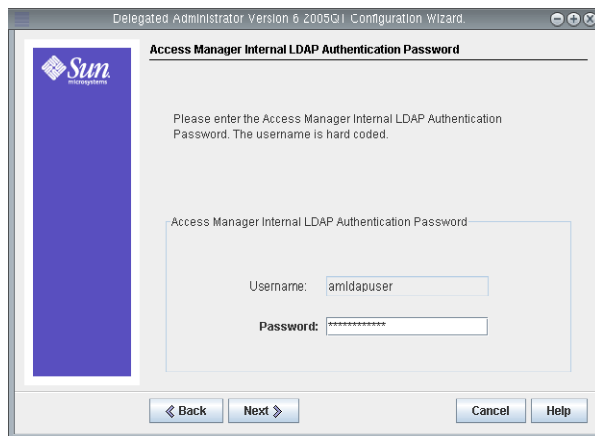 Delegated Administrator Version 6 2005Q1 Configuration Wizard.
Sun
microsystems
Access Manager Internal LDAP Authentication Password
Please enter the Access Manager Internal LDAP Authentication
Password. The username is hard coded.
Access Manager Internal LDAP Authentication Password
Username: amldapuser
Password: ************
Back Next Cancel Help